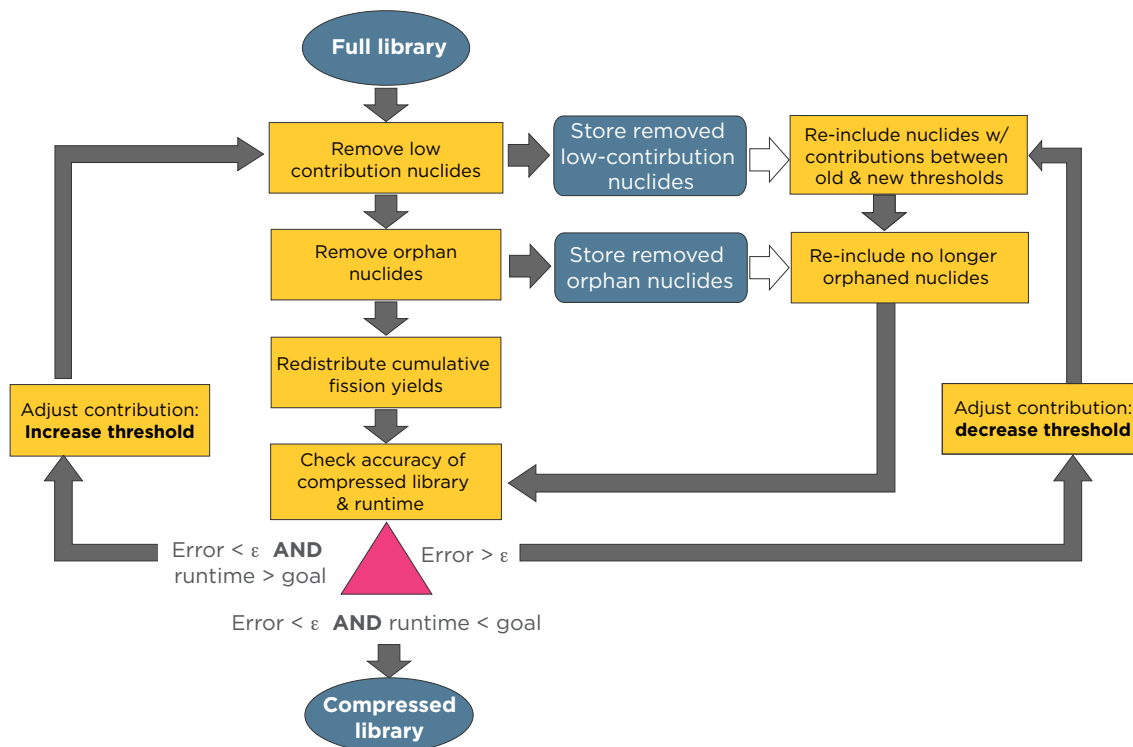 Full library
Remove low
contribution nuclides
Store removed
low-contirbution
nuclides
Re-include nuclides w/
contributions between
old & new thresholds
Remove orphan
nuclides
Store removed
orphan nuclides
Re-include no longer
orphaned nuclides
Redistribute cumulative
fission yields
Adjust contribution:
Increase threshold
Adjust contribution:
decrease threshold
Check accuracy of
compressed library
& runtime
Error < ε AND
runtime > goal
Error > ε
Error < ε AND runtime < goal
Compressed
library